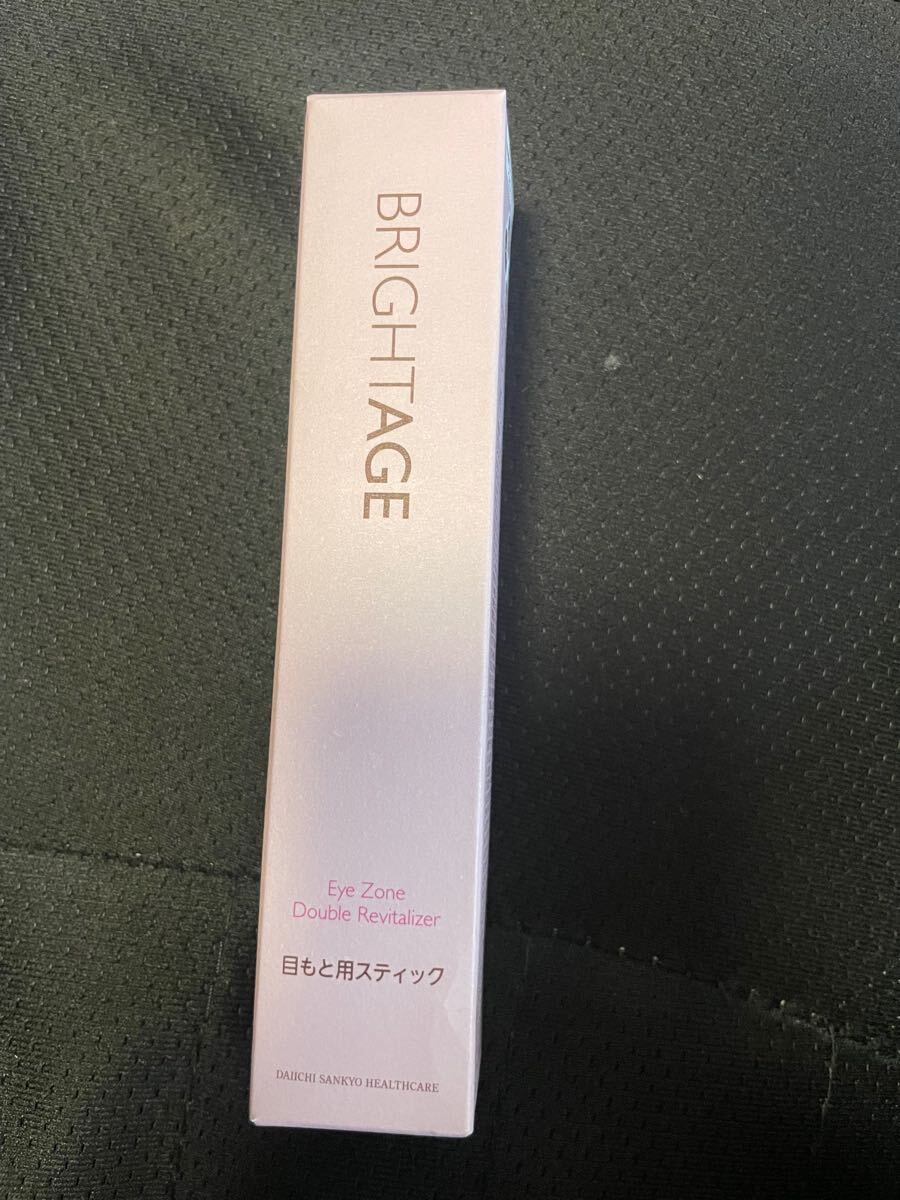 BRIGHTAGE
Eye Zone
Double Revitalizer
目もと用スティック
DAIICHI SANKYO HEALTHCARE